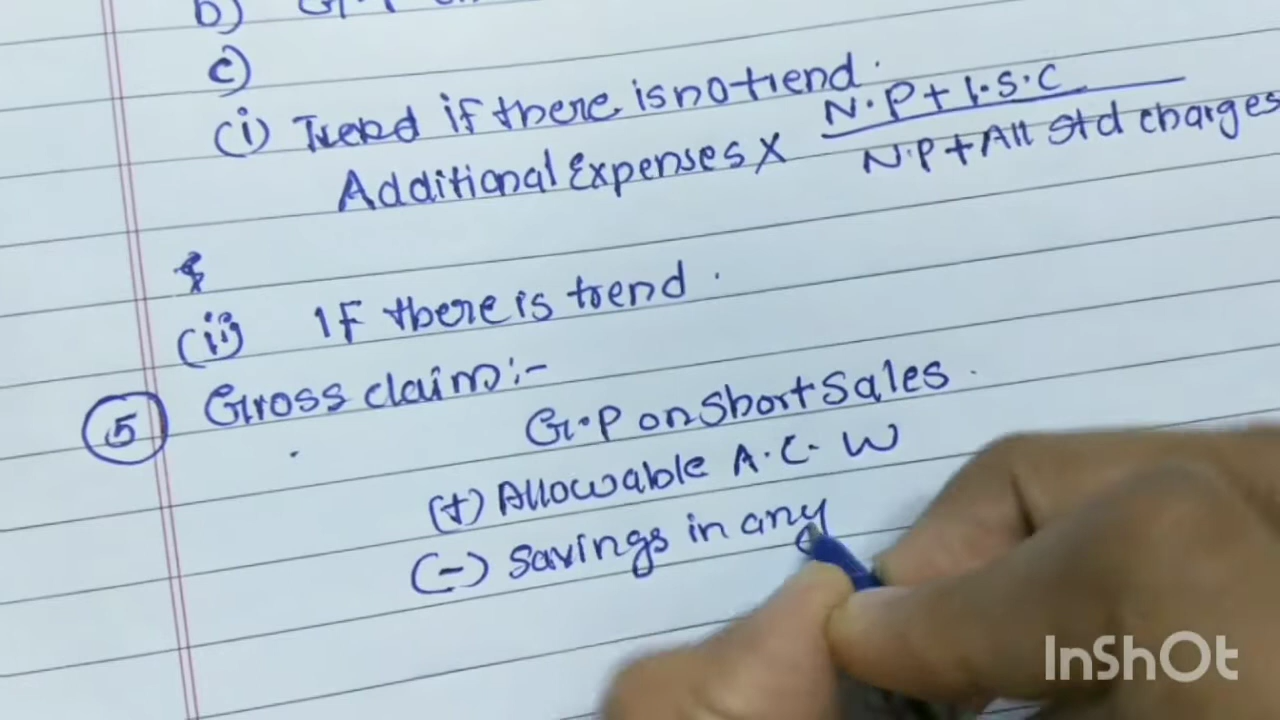 b)
c)
(i) Trend if there is no trend.
Additional Expenses X N.P + I.S.C
N.P + All std charges
(ii) IF there is trend.
5 Gross claim:-
G.P on Short Sales.
(+) Allowable A.C.W
(-) Savings in any
InShOt